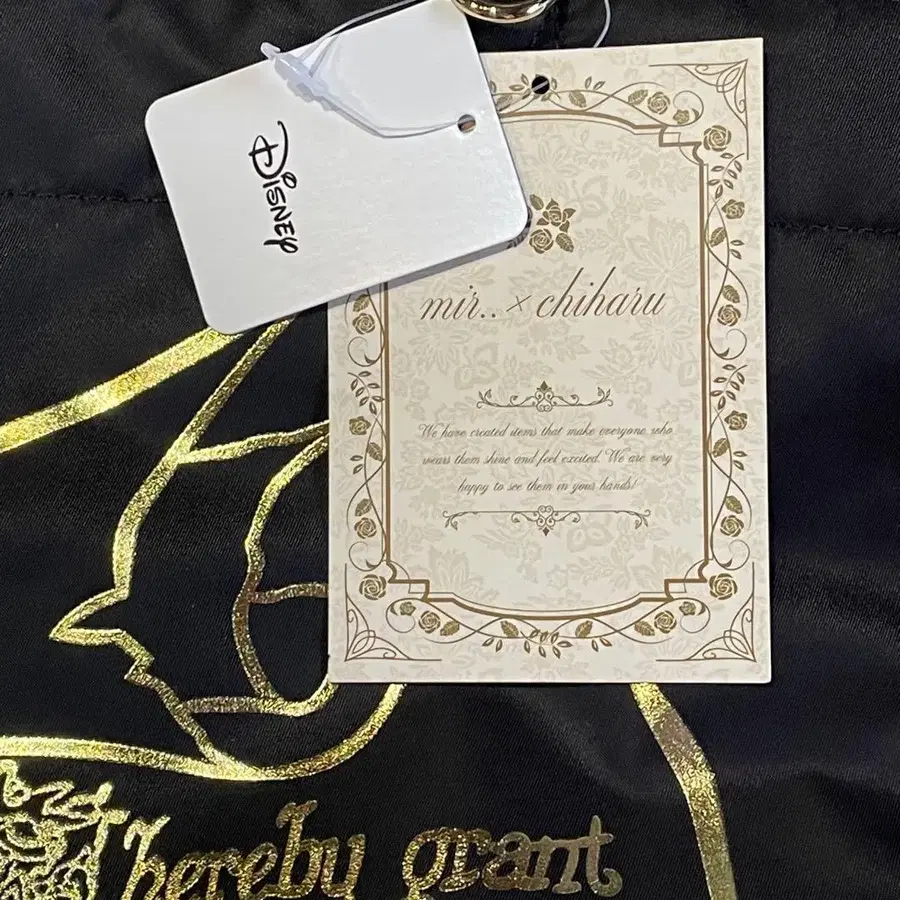 Disney
mir.. × chiharu
We have created items that make everyone who
wears them shine and feel excited. We are very
happy to see them in your hands!
hereby grant